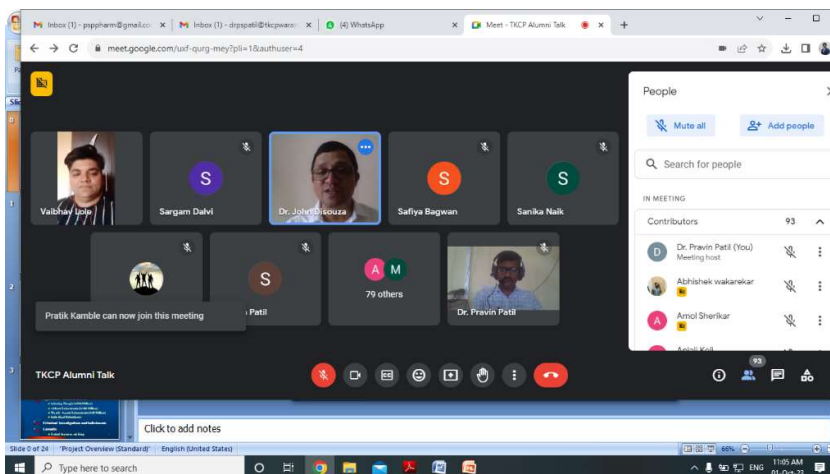 Inbox (1) - psppharm@gmail.co
Inbox (1) - drpspatil@tkcpwaran
(4) WhatsApp
Meet - TKCP Alumni Talk
meet.google.com/uxf-qurg-mey?pli=1&authuser=4
People
Mute all
Add people
Search for people
IN MEETING
Contributors 93
Dr. Pravin Patil (You)
Meeting host
Abhishek wakarekar
Amol Sherikar
S
S
S
Vaibhav Lole
Sargam Dalvi
Dr. John Disouza
Safiya Bagwan
Sanika Naik
S
A M
79 others
Patil
Dr. Pravin Patil
Pratik Kamble can now join this meeting
TKCP Alumni Talk
93
Click to add notes
Slide 0 of 24
"Project Overview (Standard)"
English (United States)
66%
Type here to search
ENG
11:05 AM